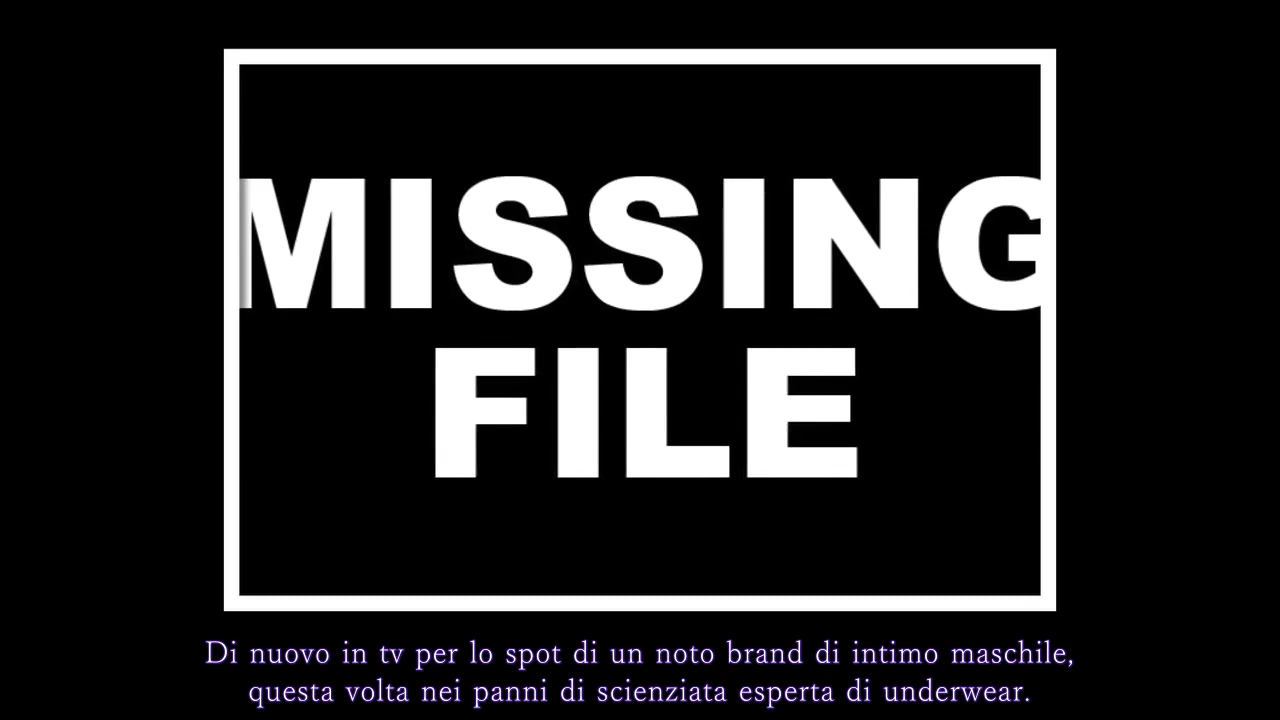 MISSING
FILE
Di nuovo in tv per lo spot di un noto brand di intimo maschile,
questa volta nei panni di scienziata esperta di underwear.